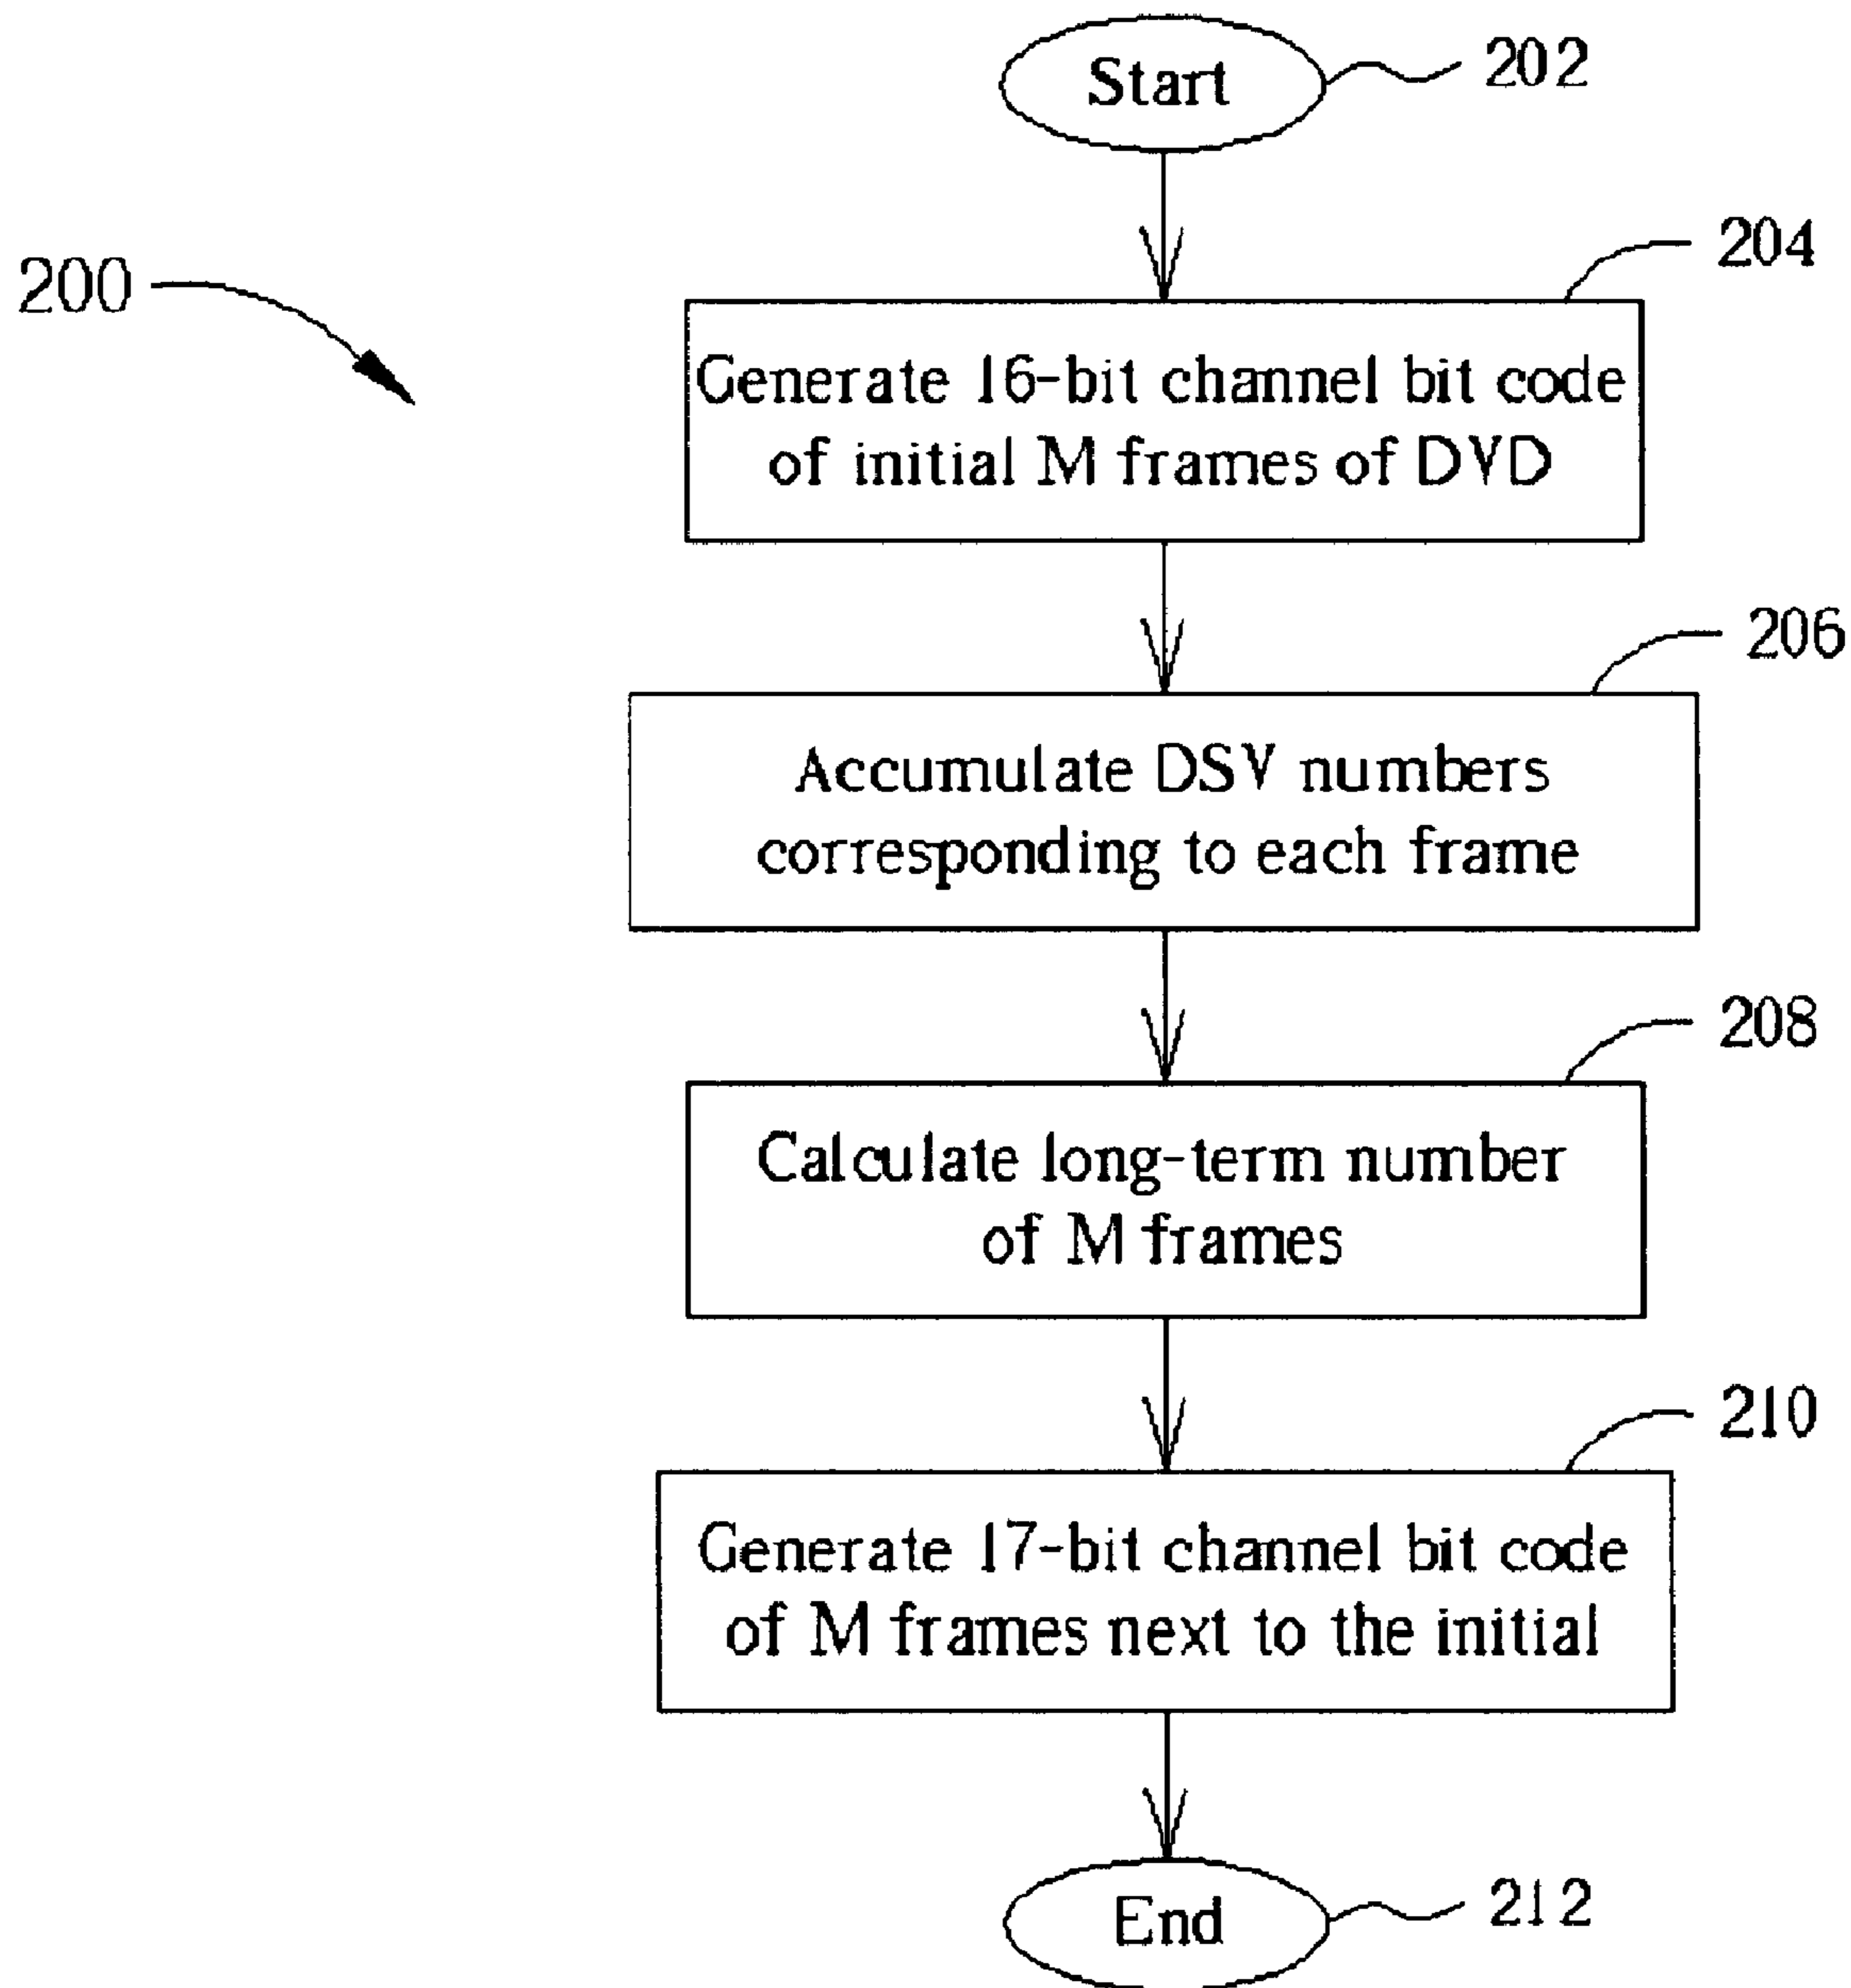 Start
202
204
200
Generate 16-bit channel bit code
of initial M frames of DVD
206
Accumulate DSV numbers
corresponding to each frame
208
Calculate long-term number
of M frames
210
Generate 17-bit channel bit code
of M frames next to the initial
End
212